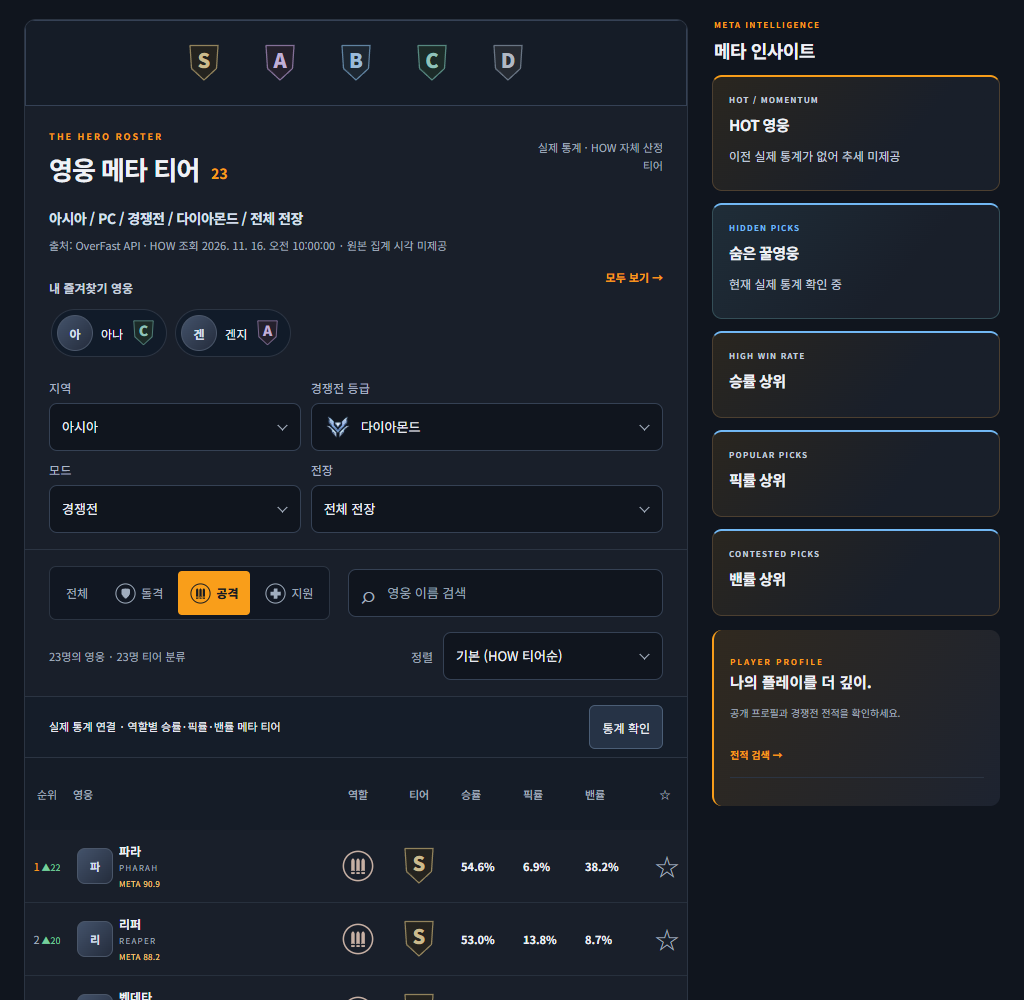 S A B C D
THE HERO ROSTER
영웅 메타 티어 23
실제 통계 · HOW 자체 산정
티어
아시아 / PC / 경쟁전 / 다이아몬드 / 전체 전장
출처: OverFast API · HOW 조회 2026. 11. 16. 오전 10:00:00 · 원본 집계 시각 미제공
모두 보기 →
내 즐겨찾기 영웅
아 아나 C 겐 겐지 A
지역 경쟁전 등급
아시아 다이아몬드
모드 전장
경쟁전 전체 전장
전체 돌격 공격 지원 영웅 이름 검색
23명의 영웅 · 23명 티어 분류 정렬 기본 (HOW 티어순)
실제 통계 연결 · 역할별 승률·픽률·밴률 메타 티어 통계 확인
순위 영웅 역할 티어 승률 픽률 밴률 ☆
1 ▲22 파 파라 S 54.6% 6.9% 38.2% ☆
PHARAH
META 90.9
2 ▲20 리 리퍼 S 53.0% 13.8% 8.7% ☆
REAPER
META 88.2
벤데타
META INTELLIGENCE
메타 인사이트
HOT / MOMENTUM
HOT 영웅
이전 실제 통계가 없어 추세 미제공
HIDDEN PICKS
숨은 꿀영웅
현재 실제 통계 확인 중
HIGH WIN RATE
승률 상위
POPULAR PICKS
픽률 상위
CONTESTED PICKS
밴률 상위
PLAYER PROFILE
나의 플레이를 더 깊이.
공개 프로필과 경쟁전 전적을 확인하세요.
전적 검색 →